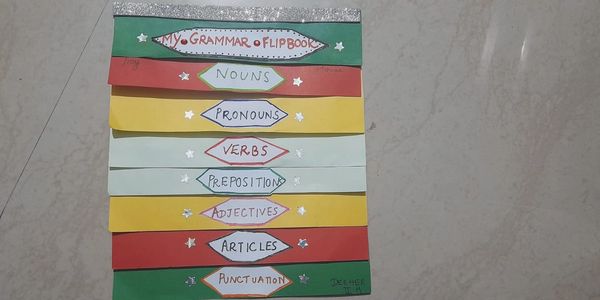 MY GRAMMAR FLIPBOOK
NOUNS
PRONOUNS
VERBS
PREPOSITION
ADJECTIVES
ARTICLES
PUNCTUATION